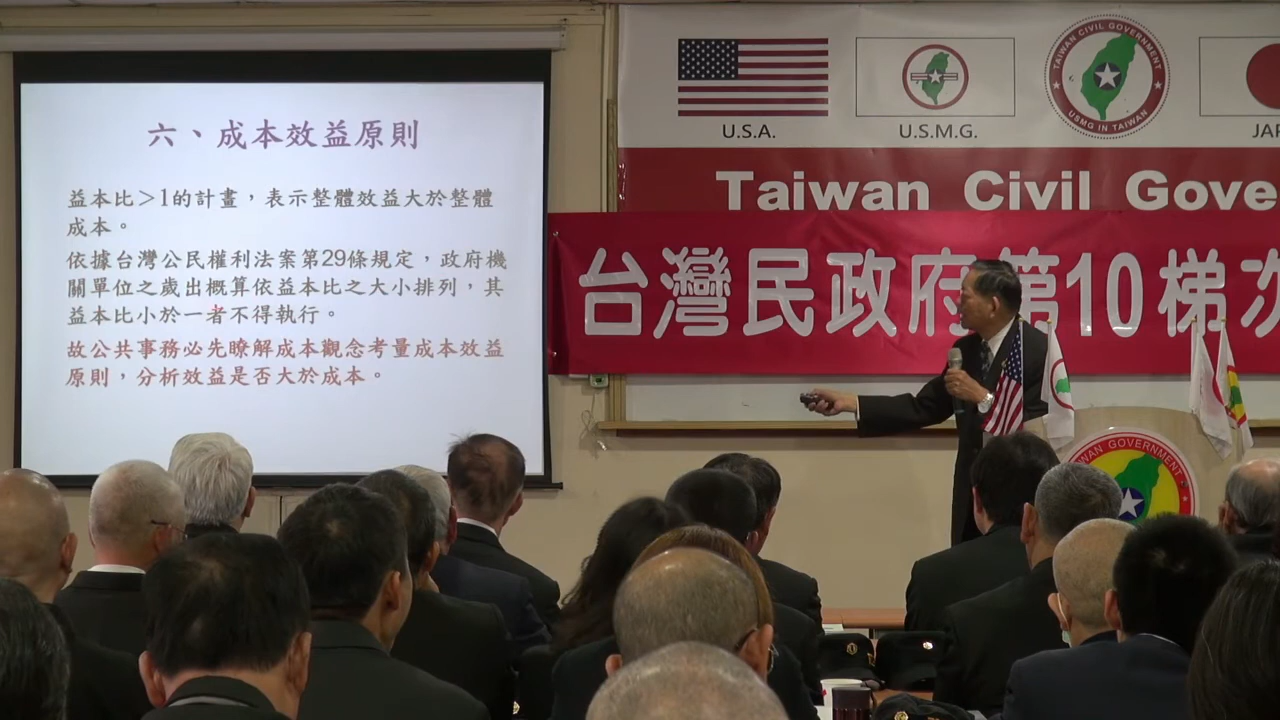 六、成本效益原則
益本比＞1的計畫，表示整體效益大於整體
成本。
依據台灣公民權利法案第29條規定，政府機
關單位之歲出概算依益本比之大小排列，其
益本比小於一者不得執行。
故公共事務必先瞭解成本觀念考量成本效益
原則，分析效益是否大於成本。
U.S.A.
U.S.M.G.
TAIWAN CIVIL GOVERNMENT
USMG IN TAIWAN
JAP
Taiwan Civil Gove
台灣民政府第10梯次
TAIWAN GOVERNMENT